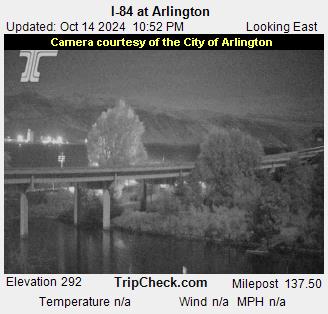 I-84 at Arlington
Updated: Oct 14 2024 10:52 PM Looking East
Camera courtesy of the City of Arlington
Elevation 292 TripCheck.com Milepost 137.50
Temperature n/a Wind n/a MPH n/a